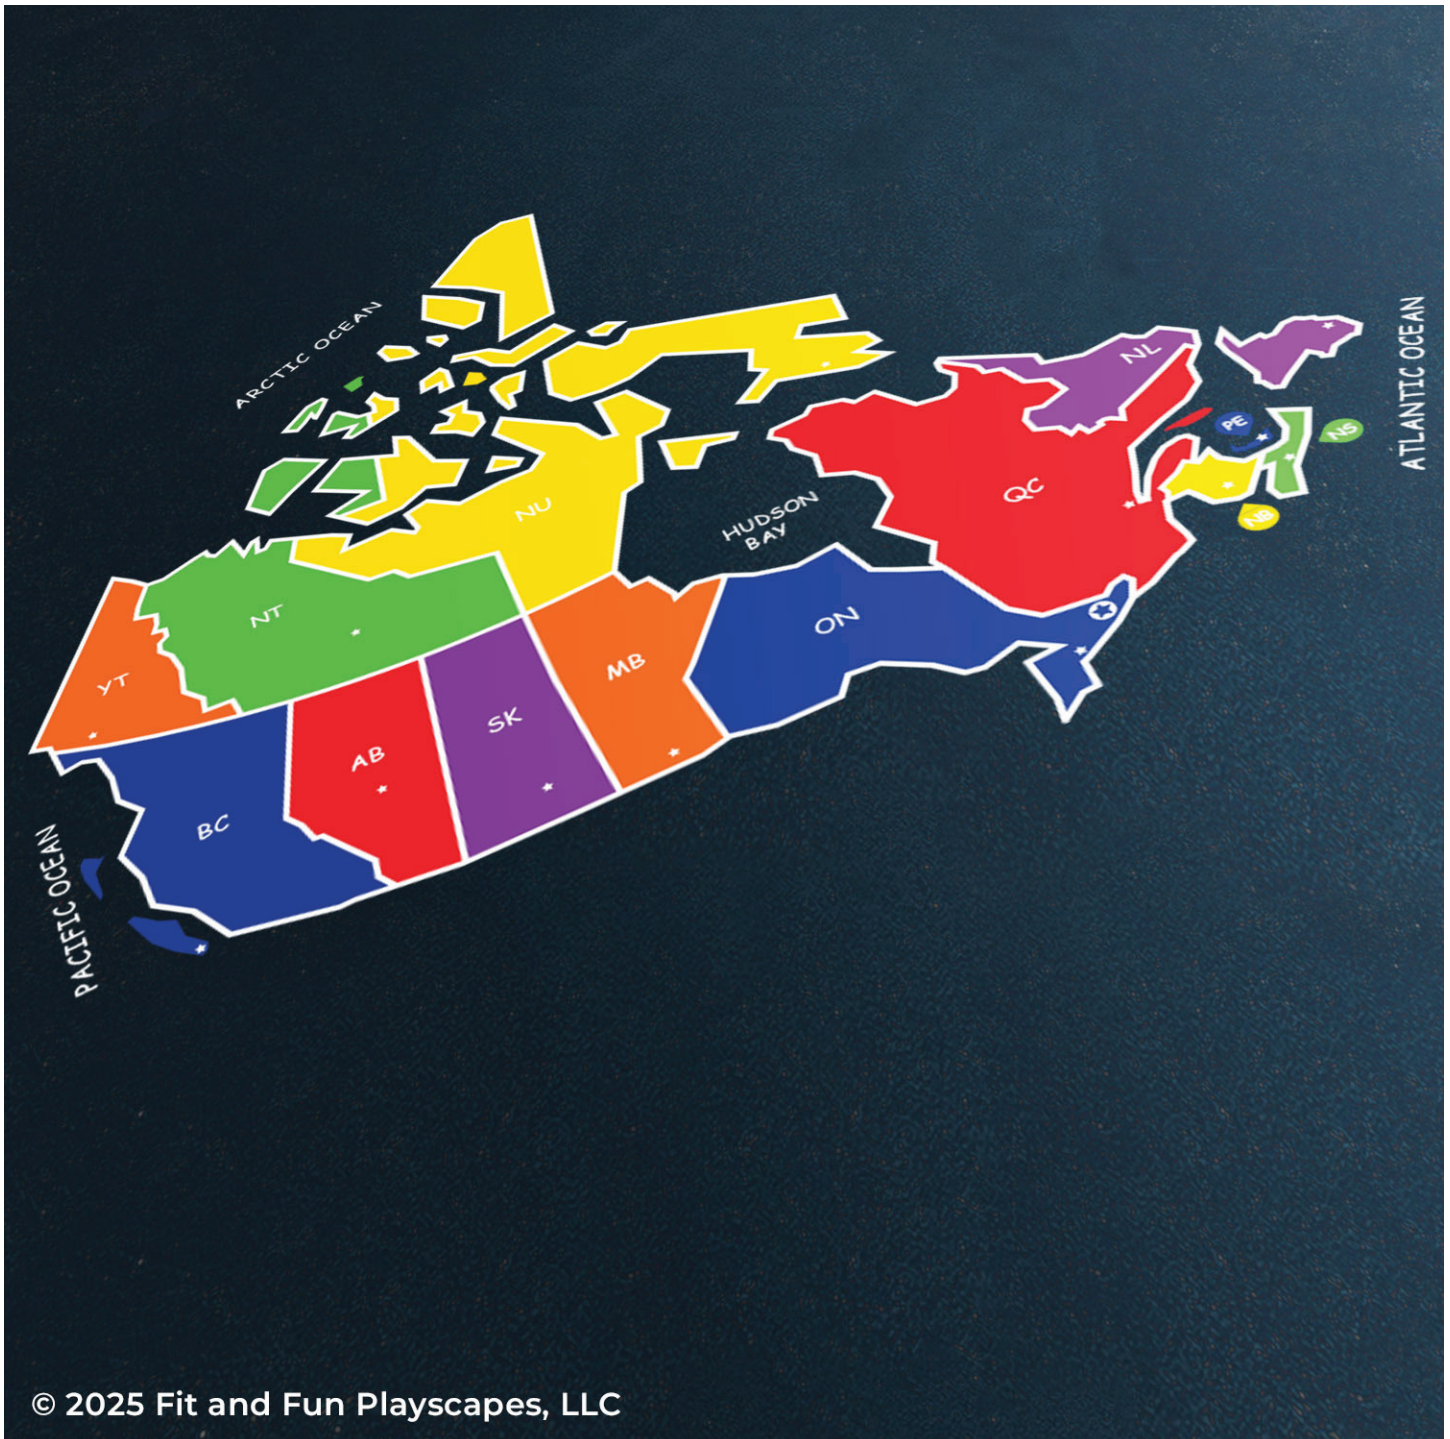 ARCTIC OCEAN
NL
ATLANTIC OCEAN
PE
NS
QC
NU
HUDSON
BAY
NB
NT
ON
YT
MB
SK
AB
BC
PACIFIC OCEAN
© 2025 Fit and Fun Playscapes, LLC